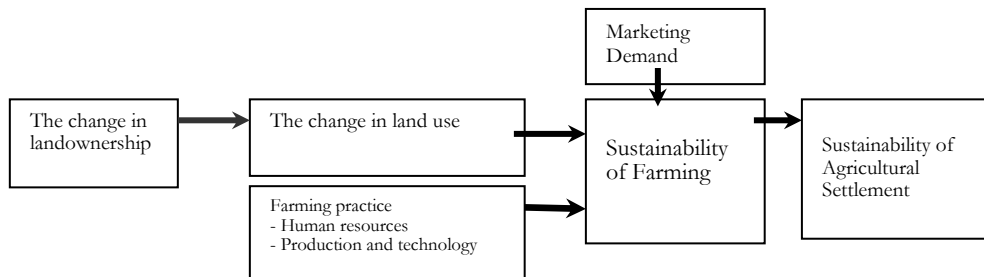 Marketing
Demand
The change in
landownership
The change in land use
Farming practice
- Human resources
- Production and technology
Sustainability
of Farming
Sustainability of
Agricultural
Settlement